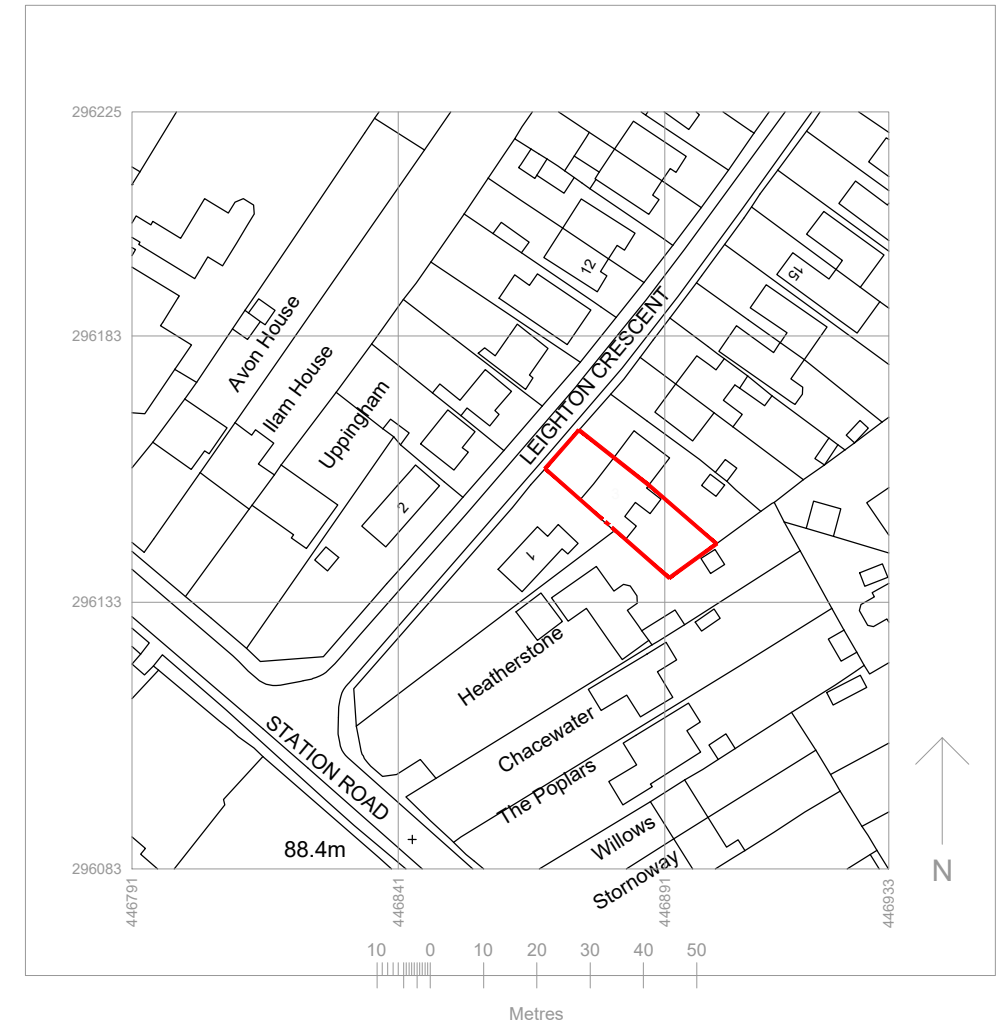 296225
296183
296133
296083
446791
446841
446891
446933
Avon House
Ilam House
Uppingham
12
15
LEIGHTON CRESCENT
2
1
Heatherstone
Chacewater
The Poplars
Willows
Stornoway
STATION ROAD
88.4m
N
10 0 10 20 30 40 50
Metres